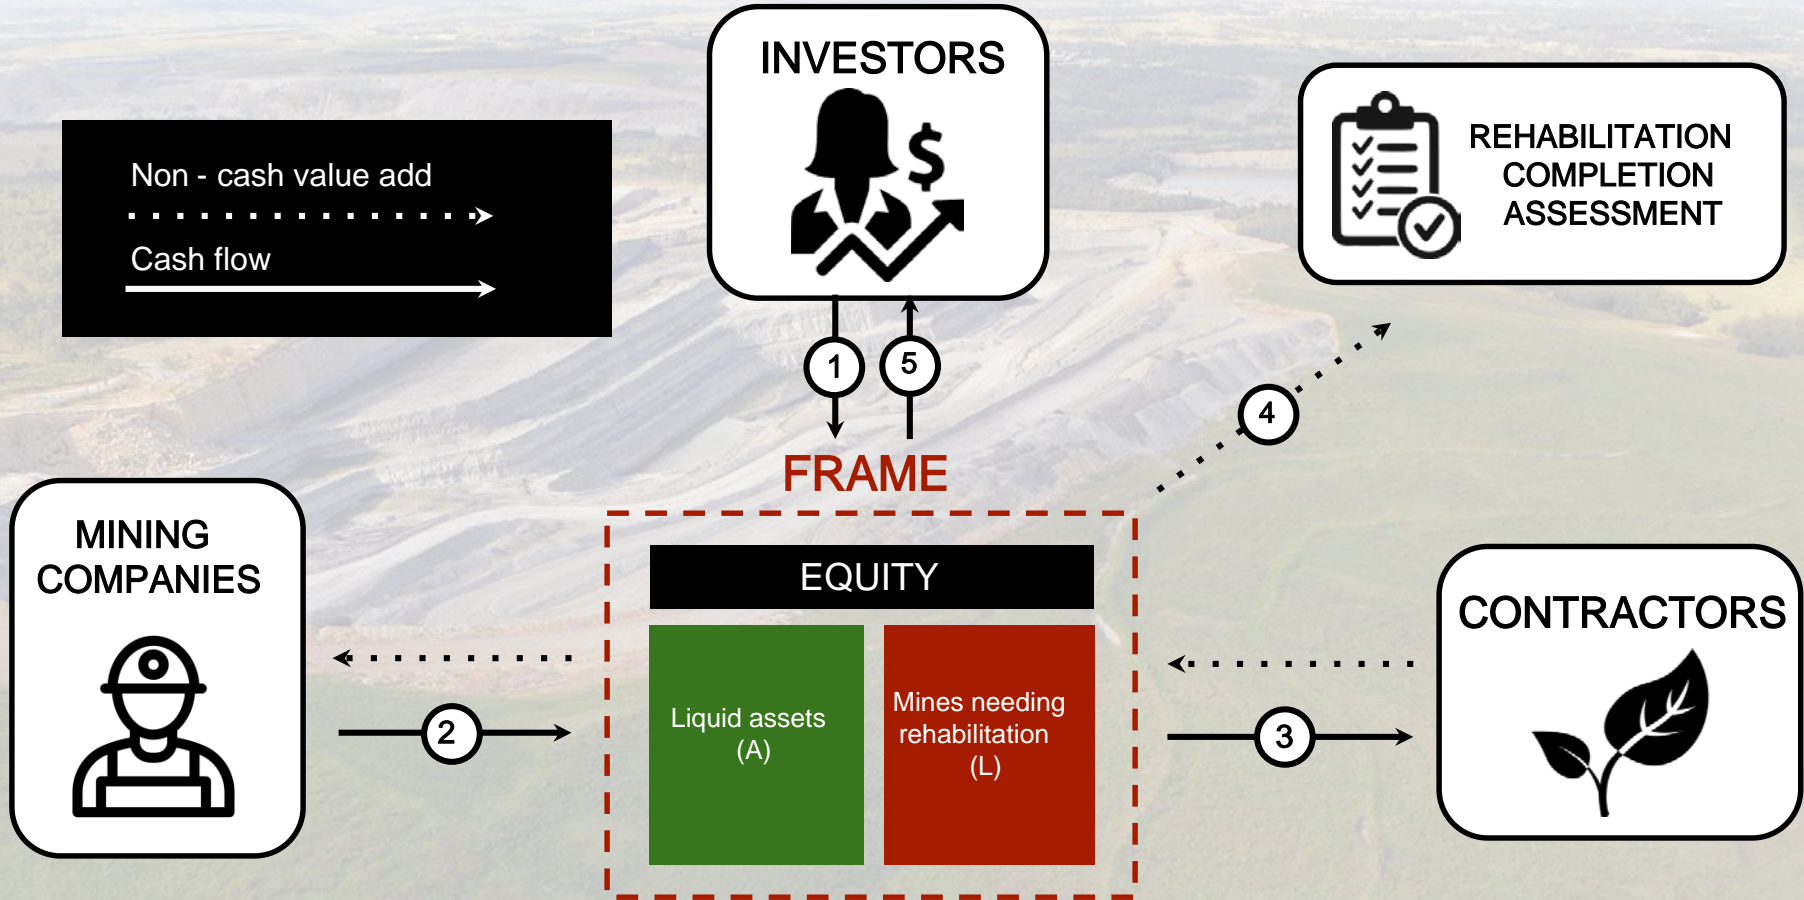 INVESTORS
$
REHABILITATION
COMPLETION
ASSESSMENT
Non - cash value add
Cash flow
1
5
4
FRAME
MINING
COMPANIES
EQUITY
CONTRACTORS
Liquid assets
(A)
Mines needing
rehabilitation
(L)
2
3